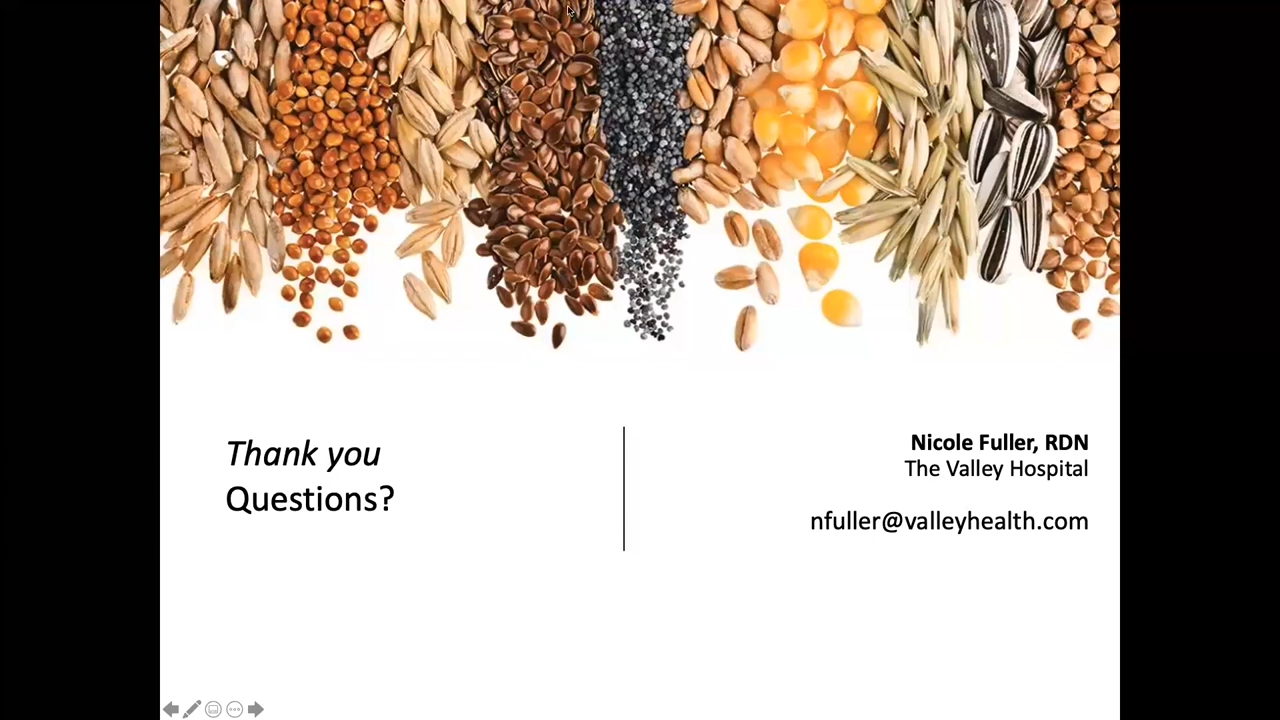 Thank you
Questions?
Nicole Fuller, RDN
The Valley Hospital
nfuller@valleyhealth.com